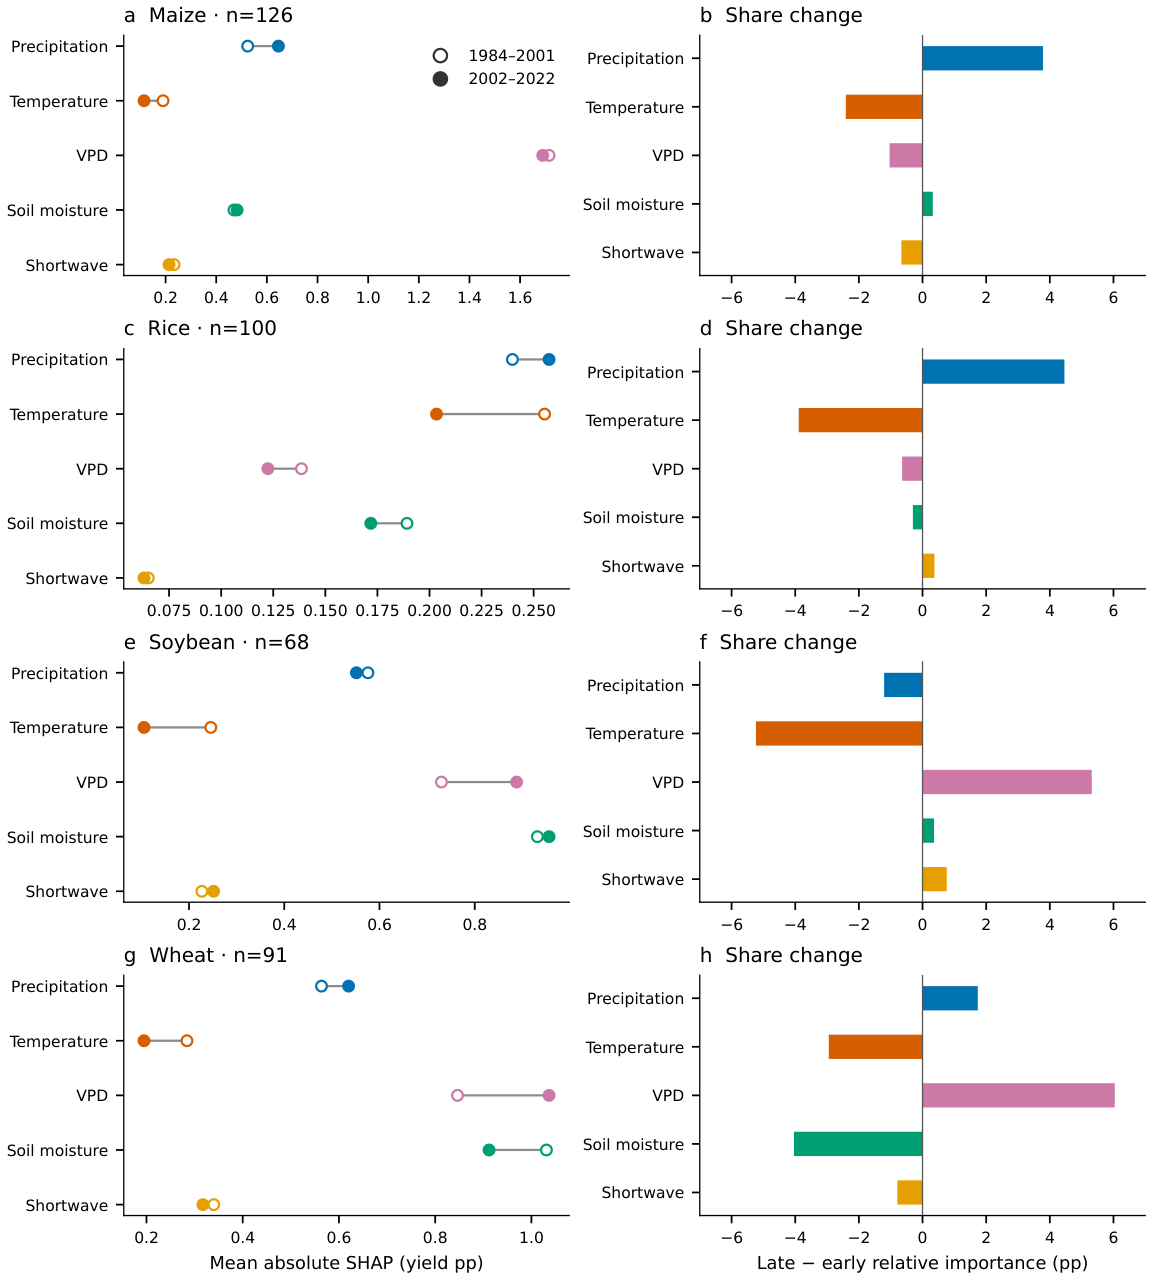 a  Maize · n=126
Precipitation
Temperature
VPD
Soil moisture
Shortwave
1984–2001
2002–2022
0.2 0.4 0.6 0.8 1.0 1.2 1.4 1.6
b  Share change
Precipitation
Temperature
VPD
Soil moisture
Shortwave
−6 −4 −2 0 2 4 6
c  Rice · n=100
Precipitation
Temperature
VPD
Soil moisture
Shortwave
0.075 0.100 0.125 0.150 0.175 0.200 0.225 0.250
d  Share change
Precipitation
Temperature
VPD
Soil moisture
Shortwave
−6 −4 −2 0 2 4 6
e  Soybean · n=68
Precipitation
Temperature
VPD
Soil moisture
Shortwave
0.2 0.4 0.6 0.8
f  Share change
Precipitation
Temperature
VPD
Soil moisture
Shortwave
−6 −4 −2 0 2 4 6
g  Wheat · n=91
Precipitation
Temperature
VPD
Soil moisture
Shortwave
0.2 0.4 0.6 0.8 1.0
Mean absolute SHAP (yield pp)
h  Share change
Precipitation
Temperature
VPD
Soil moisture
Shortwave
−6 −4 −2 0 2 4 6
Late − early relative importance (pp)